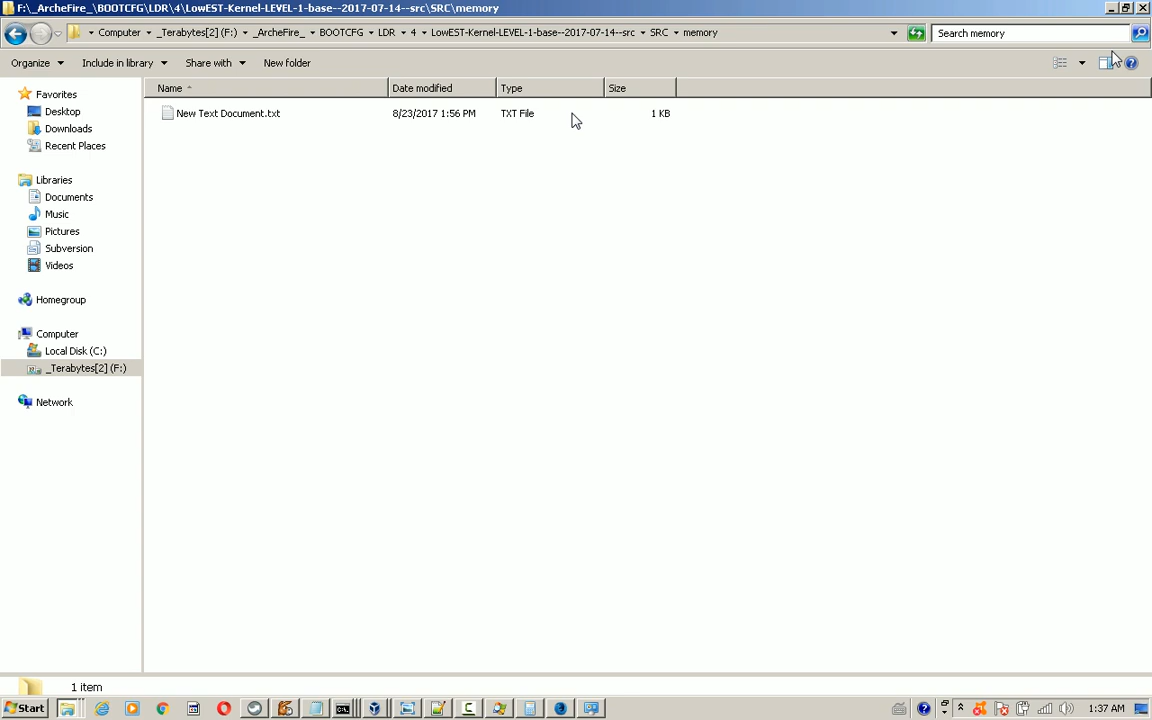 F:\_ArcheFire_\BOOTCFG\LDR\4\LowEST-Kernel-LEVEL-1-base--2017-07-14--src\SRC\memory
Computer _Terabytes[2] (F:) _ArcheFire_ BOOTCFG LDR 4 LowEST-Kernel-LEVEL-1-base--2017-07-14--src SRC memory
Search memory
Organize Include in library Share with New folder
Name Date modified Type Size
New Text Document.txt 8/23/2017 1:56 PM TXT File 1 KB
Favorites
Desktop
Downloads
Recent Places
Libraries
Documents
Music
Pictures
Subversion
Videos
Homegroup
Computer
Local Disk (C:)
_Terabytes[2] (F:)
Network
1 item
Start 1:37 AM